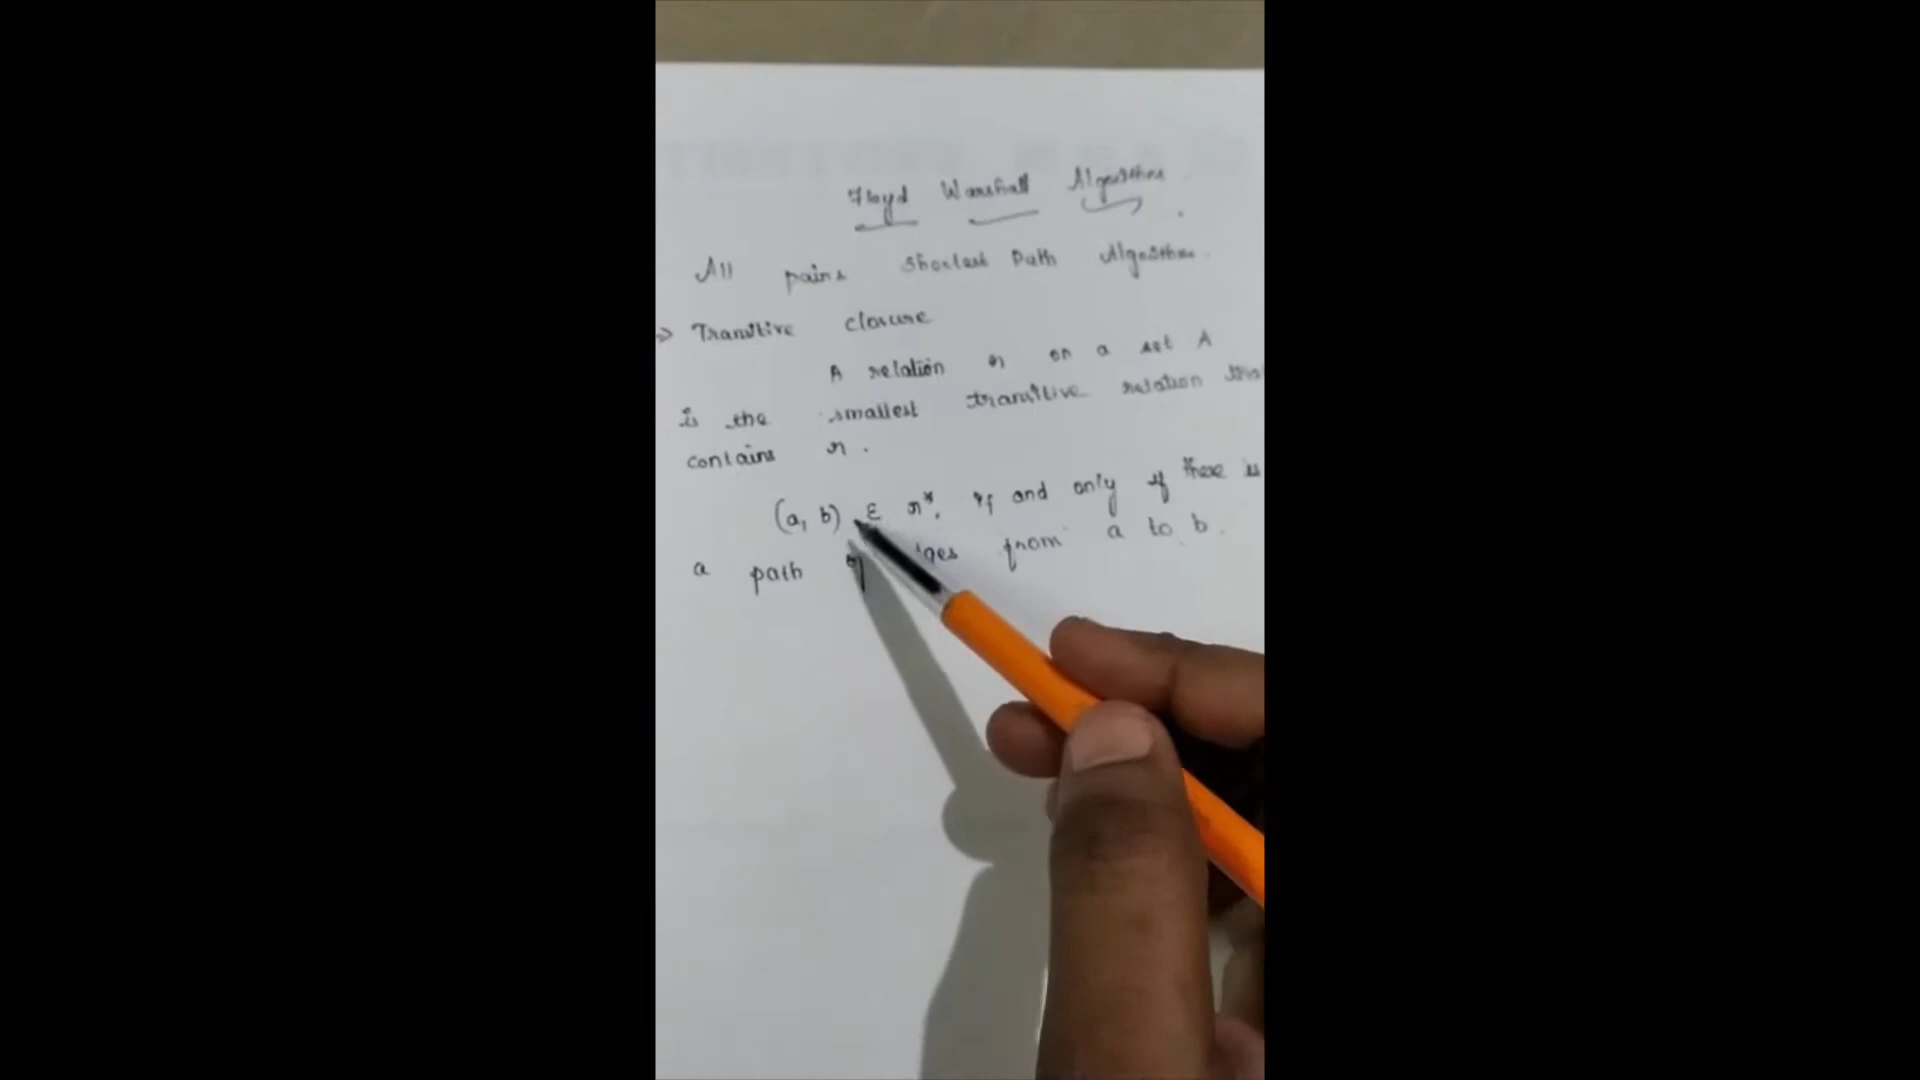 Floyd Warshall Algorithm
All pairs Shortest Path Algorithm.
Transitive closure
A relation r on a set A
is the smallest transitive relation
contains r.
(a, b) ε r*, if and only if there is
a path of from a to b.